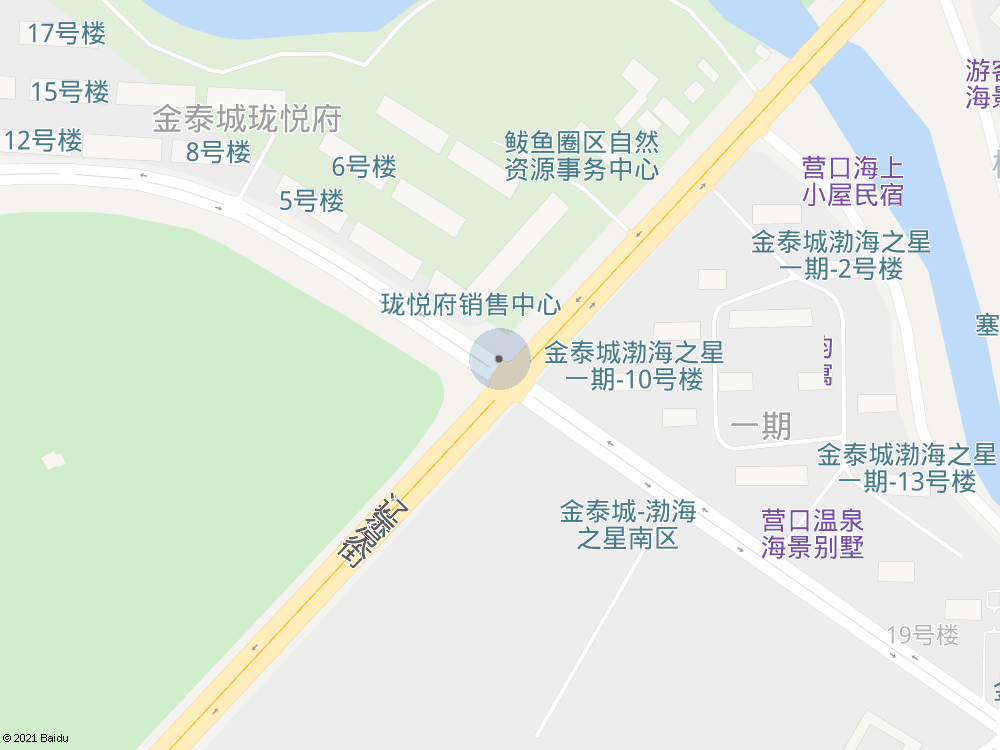 17号楼
15号楼
金泰城珑悦府
12号楼
8号楼
6号楼
5号楼
鲅鱼圈区自然
资源事务中心
营口海上
小屋民宿
金泰城渤海之星
一期-2号楼
珑悦府销售中心
金泰城渤海之星
一期-10号楼
一期
金泰城渤海之星
一期-13号楼
金泰城-渤海
之星南区
营口温泉
海景别墅
19号楼
© 2021 Baidu